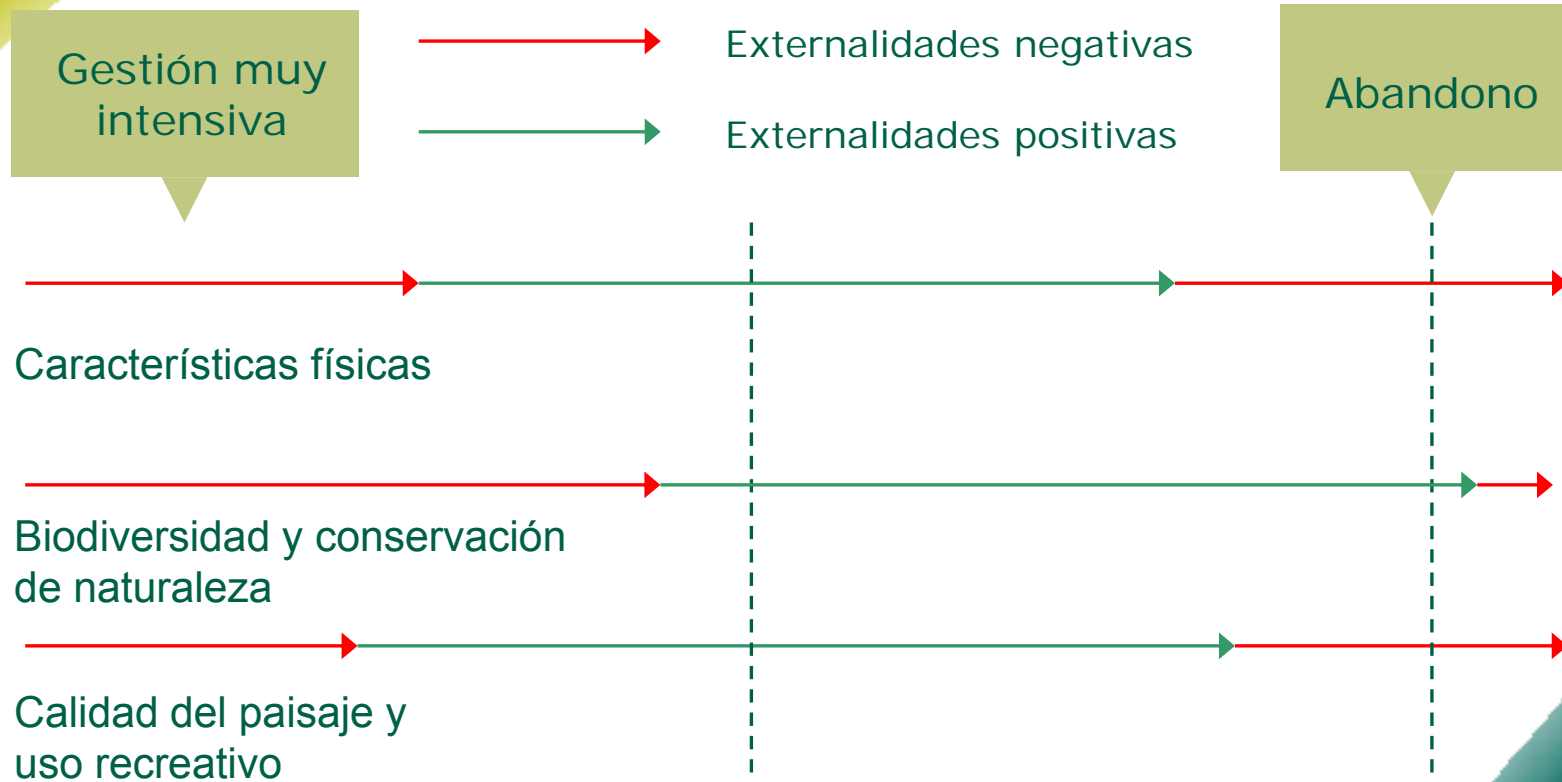 Gestión muy
intensiva
Externalidades negativas
Externalidades positivas
Abandono
Características físicas
Biodiversidad y conservación
de naturaleza
Calidad del paisaje y
uso recreativo